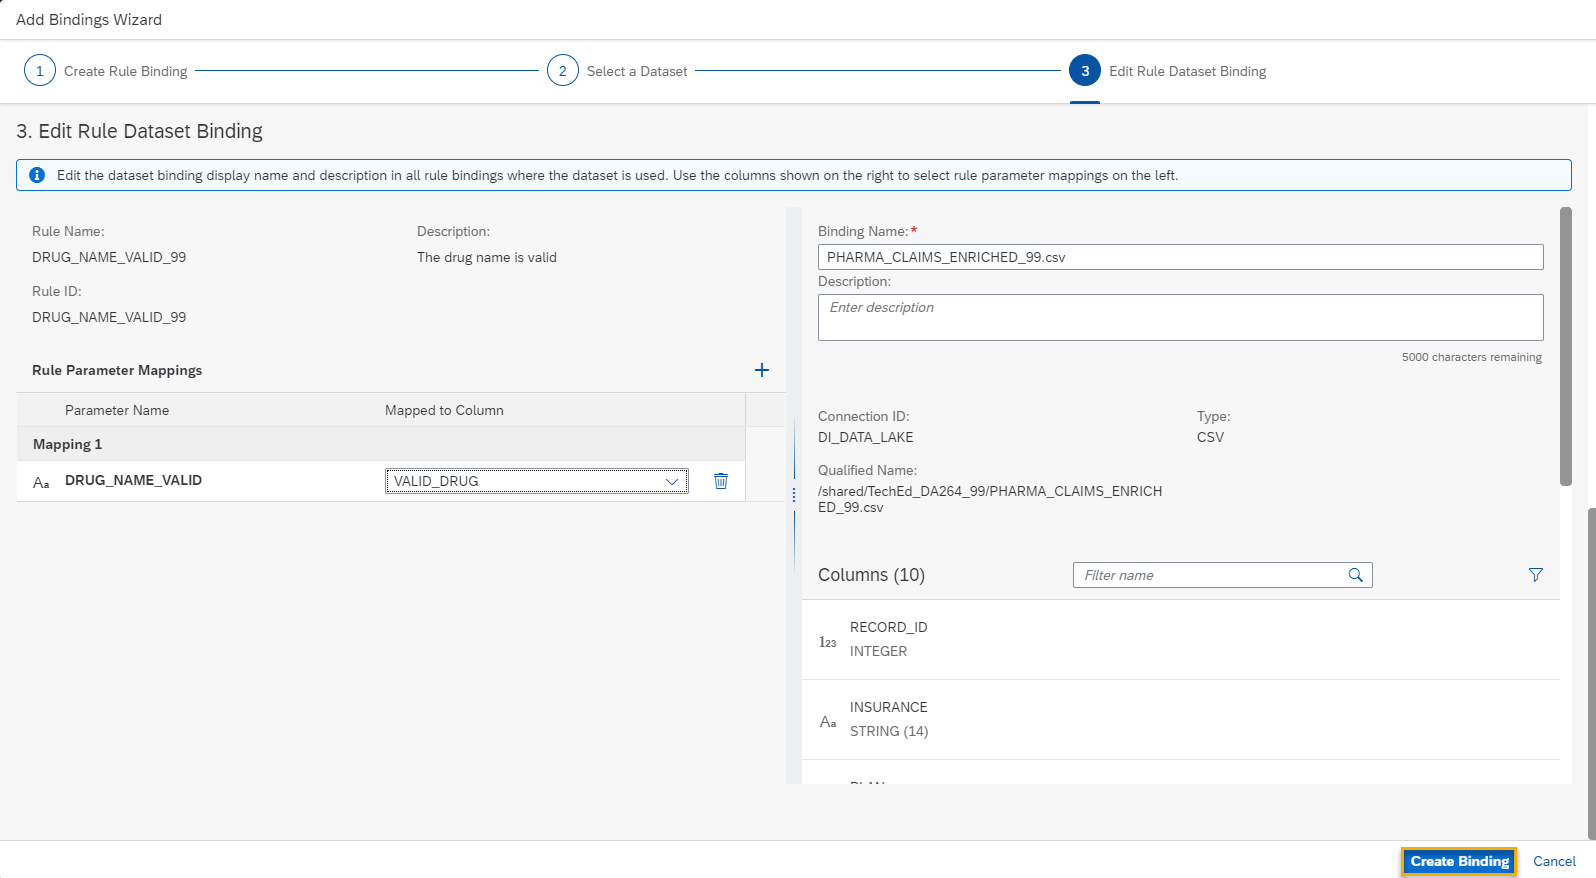 Add Bindings Wizard
1 Create Rule Binding
2 Select a Dataset
3 Edit Rule Dataset Binding
3. Edit Rule Dataset Binding
Edit the dataset binding display name and description in all rule bindings where the dataset is used. Use the columns shown on the right to select rule parameter mappings on the left.
Rule Name:
DRUG_NAME_VALID_99
Description:
The drug name is valid
Rule ID:
DRUG_NAME_VALID_99
Rule Parameter Mappings
Parameter Name
Mapped to Column
Mapping 1
Aa DRUG_NAME_VALID
VALID_DRUG
Binding Name:*
PHARMA_CLAIMS_ENRICHED_99.csv
Description:
Enter description
5000 characters remaining
Connection ID:
DI_DATA_LAKE
Type:
CSV
Qualified Name:
/shared/TechEd_DA264_99/PHARMA_CLAIMS_ENRICH
ED_99.csv
Columns (10)
Filter name
123 RECORD_ID
INTEGER
Aa INSURANCE
STRING (14)
Create Binding
Cancel